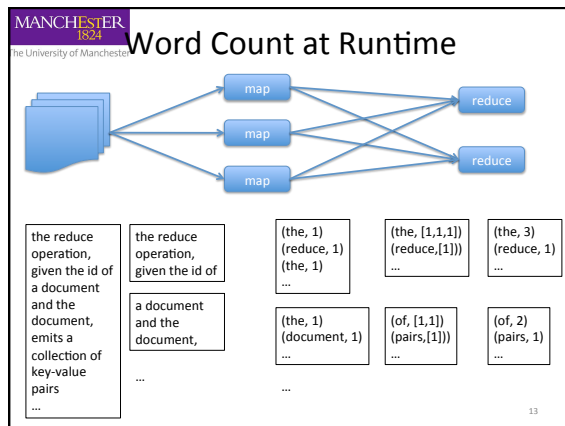 MANCHESTER
1824
The University of Manchester
Word Count at Runtime
map
map
map
reduce
reduce
the reduce
operation,
given the id of
a document
and the
document,
emits a
collection of
key-value
pairs
…
the reduce
operation,
given the id of
a document
and the
document,
…
(the, 1)
(reduce, 1)
(the, 1)
…
(the, 1)
(document, 1)
…
…
(the, [1,1,1])
(reduce,[1]))
…
(of, [1,1])
(pairs,[1]))
…
(the, 3)
(reduce, 1)
…
(of, 2)
(pairs, 1)
…
13